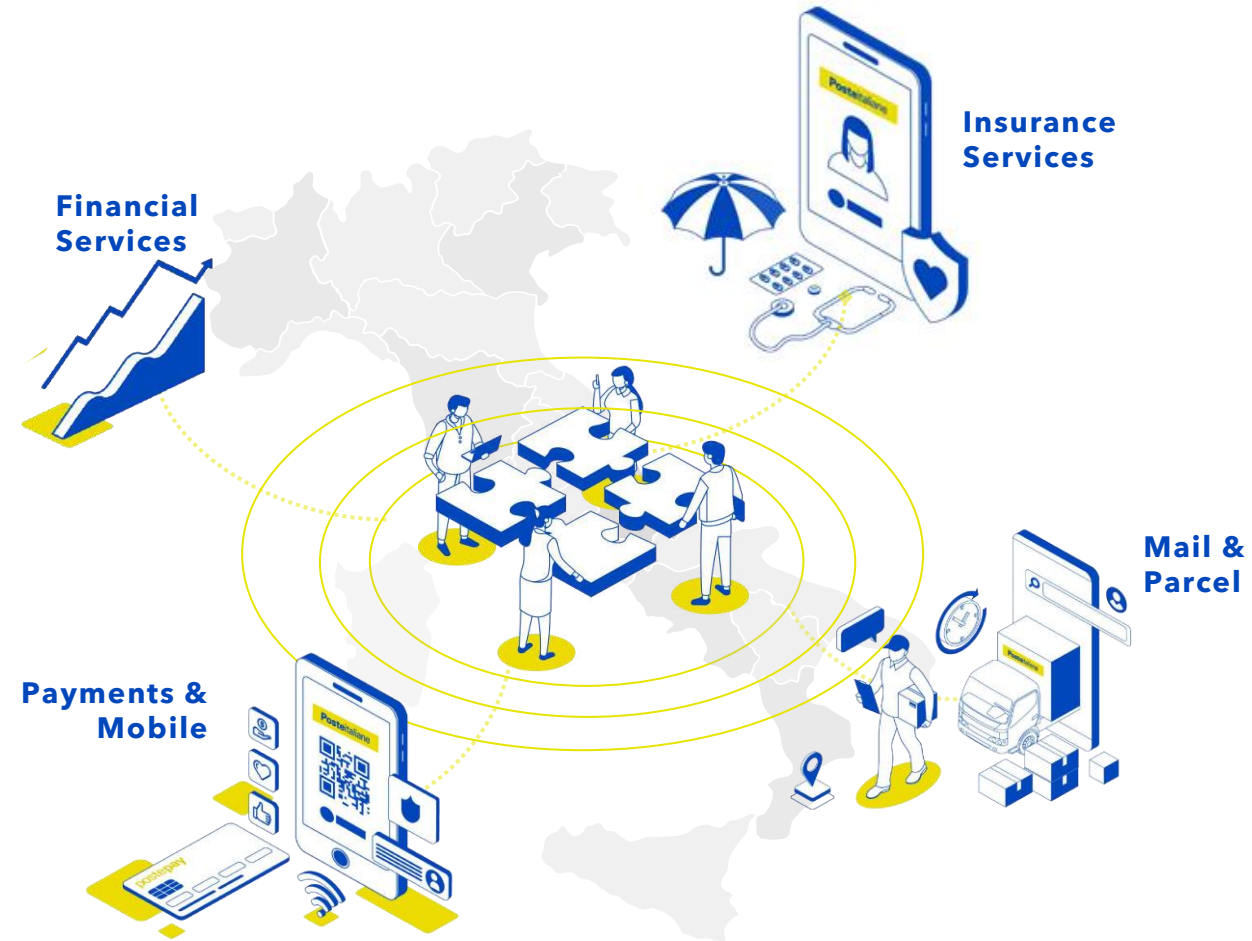 Insurance
Services
Posteitaliane
Financial
Services
Mail &
Parcel
Posteitaliane
Payments &
Mobile
Posteitaliane
postepay